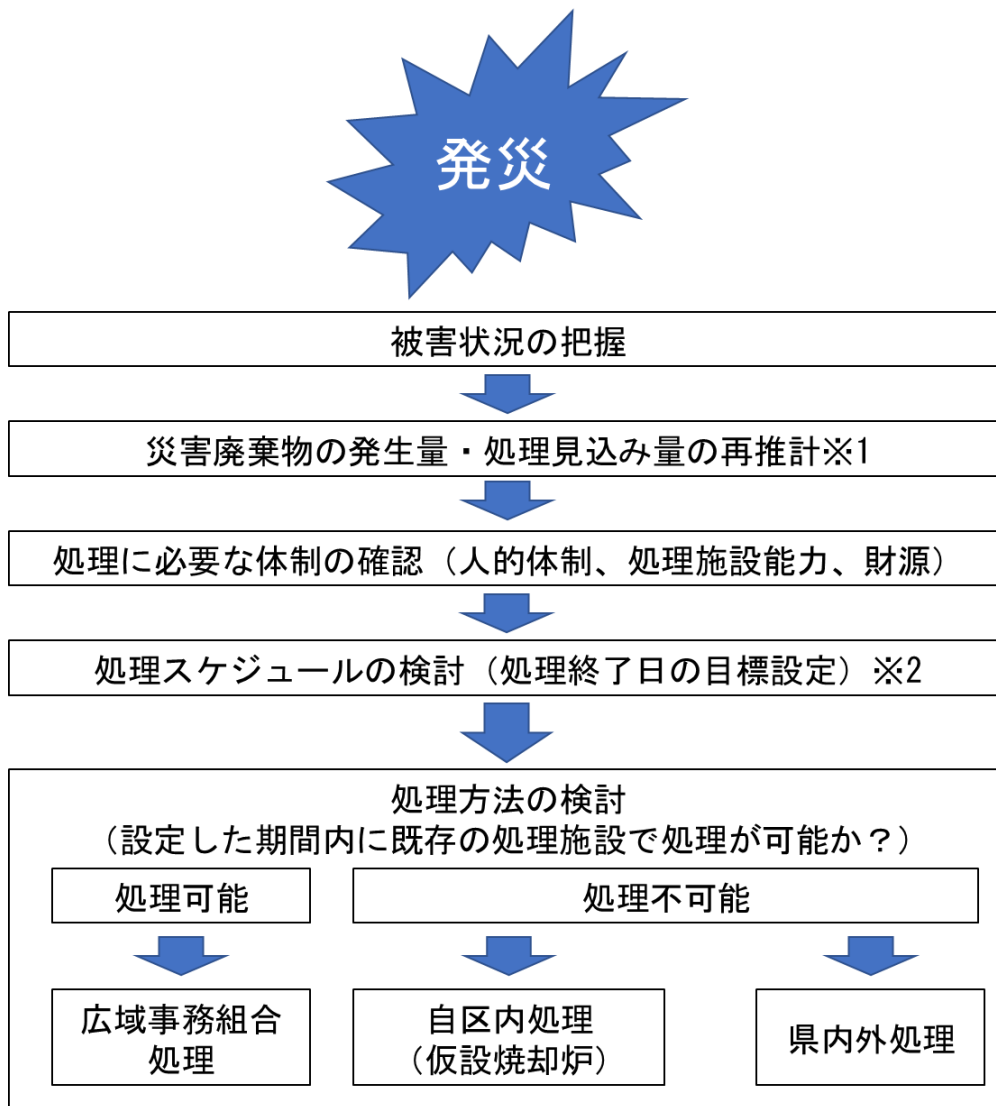 発災
被害状況の把握
災害廃棄物の発生量・処理見込み量の再推計※1
処理に必要な体制の確認（人的体制、処理施設能力、財源）
処理スケジュールの検討（処理終了日の目標設定）※2
処理方法の検討
（設定した期間内に既存の処理施設で処理が可能か？）
処理可能
処理不可能
広域事務組合
処理
自区内処理
（仮設焼却炉）
県内外処理